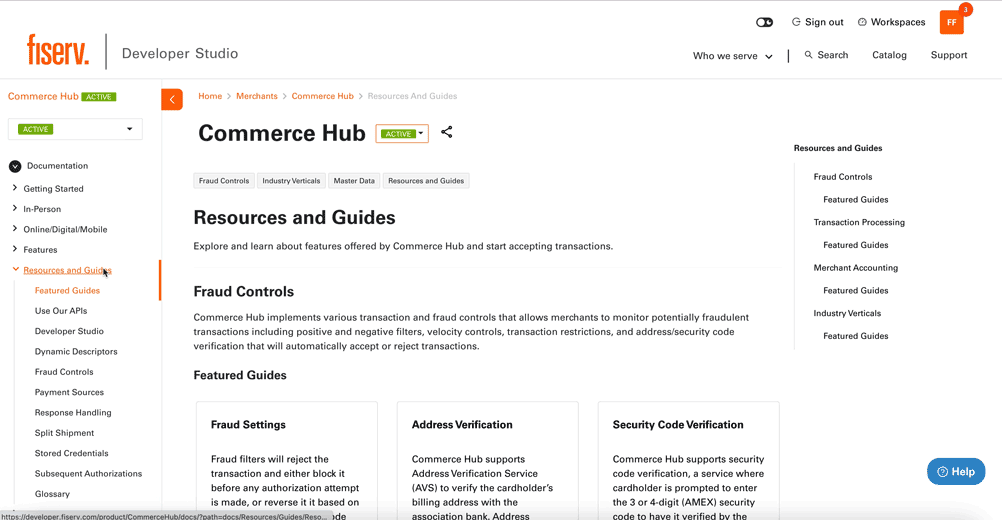 Sign out
Workspaces
FF
3
fiserv.
Developer Studio
Who we serve
Search
Catalog
Support
Commerce Hub ACTIVE
ACTIVE
Documentation
Getting Started
In-Person
Online/Digital/Mobile
Features
Resources and Guides
Featured Guides
Use Our APIs
Developer Studio
Dynamic Descriptors
Fraud Controls
Payment Sources
Response Handling
Split Shipment
Stored Credentials
Subsequent Authorizations
Glossary
Home > Merchants > Commerce Hub > Resources And Guides
Commerce Hub ACTIVE
Fraud Controls
Industry Verticals
Master Data
Resources and Guides
Resources and Guides
Explore and learn about features offered by Commerce Hub and start accepting transactions.
Fraud Controls
Commerce Hub implements various transaction and fraud controls that allows merchants to monitor potentially fraudulent
transactions including positive and negative filters, velocity controls, transaction restrictions, and address/security code
verification that will automatically accept or reject transactions.
Featured Guides
Fraud Settings
Fraud filters will reject the
transaction and either block it
before any authorization attempt
is made, or reverse it it based on
Address Verification
Commerce Hub supports
Address Verification Service
(AVS) to verify the cardholder's
billing address with the
association bank. Address
Security Code Verification
Commerce Hub supports security
code verification, a service where
cardholder is prompted to enter
the 3 or 4-digit (AMEX) security
code to have it verified by the
Resources and Guides
Fraud Controls
Featured Guides
Transaction Processing
Featured Guides
Merchant Accounting
Featured Guides
Industry Verticals
Featured Guides
Help
https://developer.fiserv.com/product/CommerceHub/docs/?path=docs/Resources/Guides/Reso...